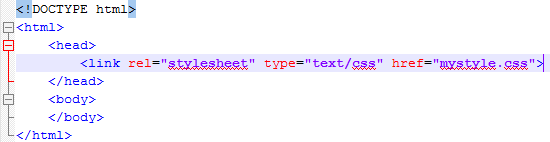 <!DOCTYPE html>
<html>
<head>
<link rel="stylesheet" type="text/css" href="mystyle.css">
</head>
<body>
</body>
</html>